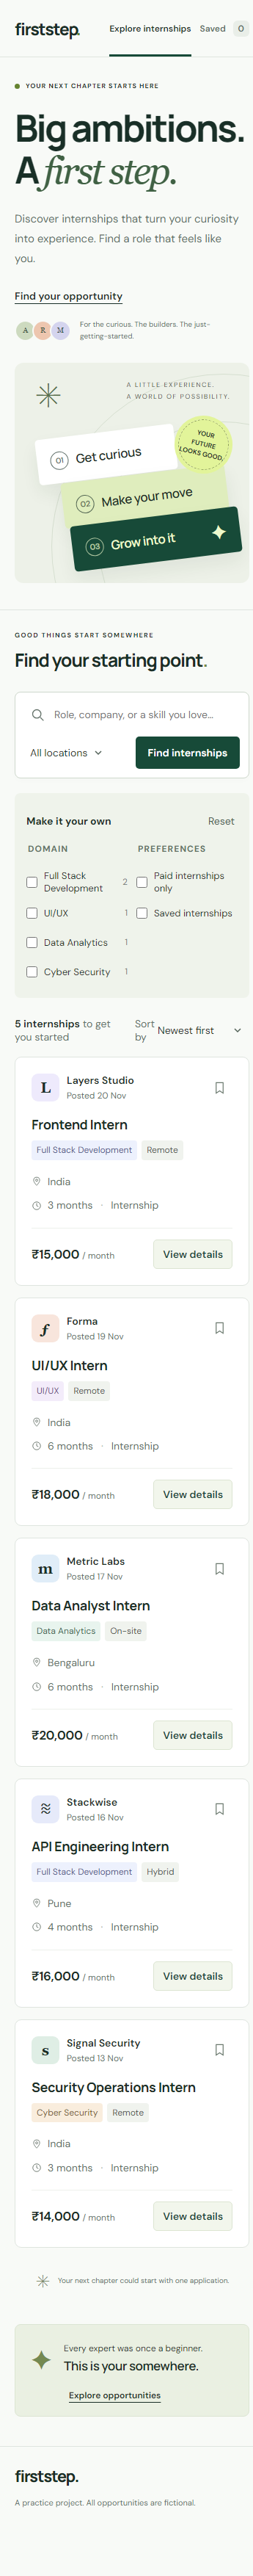 firststep.
Explore internships
Saved 0
YOUR NEXT CHAPTER STARTS HERE
Big ambitions.
A first step.
Discover internships that turn your curiosity
into experience. Find a role that feels like
you.
Find your opportunity
A R M
For the curious. The builders. The just-
getting-started.
A LITTLE EXPERIENCE.
A WORLD OF POSSIBILITY.
YOUR
FUTURE
LOOKS GOOD.
01 Get curious
02 Make your move
03 Grow into it
GOOD THINGS START SOMEWHERE
Find your starting point.
Role, company, or a skill you love...
All locations
Find internships
Make it your own
Reset
DOMAIN
Full Stack
Development 2
UI/UX 1
Data Analytics 1
Cyber Security 1
PREFERENCES
Paid internships
only
Saved internships
5 internships to get
you started
Sort
by
Newest first
L
Layers Studio
Posted 20 Nov
Frontend Intern
Full Stack Development Remote
India
3 months · Internship
₹15,000 / month
View details
f
Forma
Posted 19 Nov
UI/UX Intern
UI/UX Remote
India
6 months · Internship
₹18,000 / month
View details
m
Metric Labs
Posted 17 Nov
Data Analyst Intern
Data Analytics On-site
Bengaluru
6 months · Internship
₹20,000 / month
View details
Stackwise
Posted 16 Nov
API Engineering Intern
Full Stack Development Hybrid
Pune
4 months · Internship
₹16,000 / month
View details
s
Signal Security
Posted 13 Nov
Security Operations Intern
Cyber Security Remote
India
3 months · Internship
₹14,000 / month
View details
Your next chapter could start with one application.
Every expert was once a beginner.
This is your somewhere.
Explore opportunities
firststep.
A practice project. All opportunities are fictional.